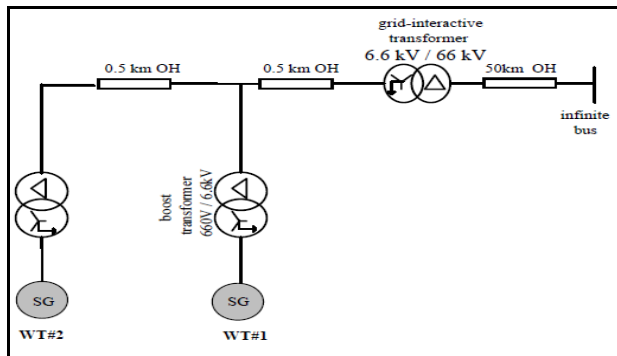 grid-interactive
transformer
6.6 kV / 66 kV
0.5 km OH
0.5 km OH
50km OH
infinite
bus
boost
transformer
660V / 6.6kV
SG
SG
WT#2
WT#1